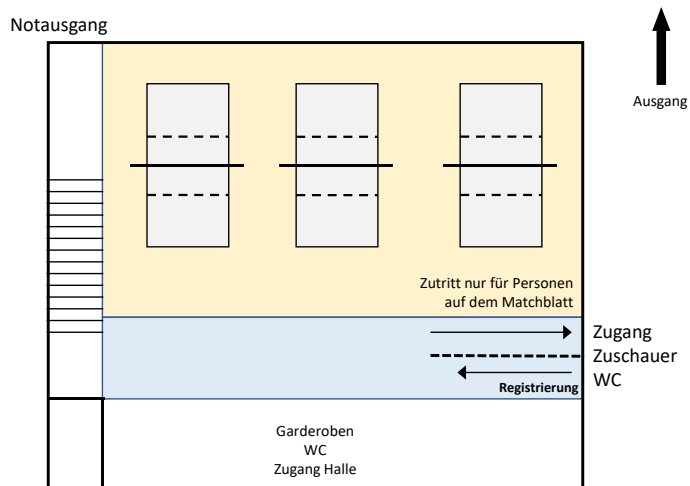 Notausgang
Ausgang
Zutritt nur für Personen
auf dem Matchblatt
Zugang
Zuschauer
WC
Registrierung
Garderoben
WC
Zugang Halle